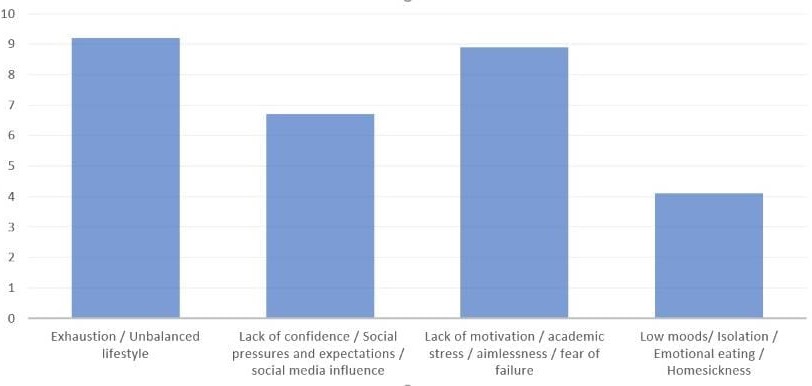 10
9
8
7
6
5
4
3
2
1
0
Exhaustion / Unbalanced
lifestyle
Lack of confidence / Social
pressures and expectations /
social media influence
Lack of motivation / academic
stress / aimlessness / fear of
failure
Low moods/ Isolation /
Emotional eating /
Homesickness